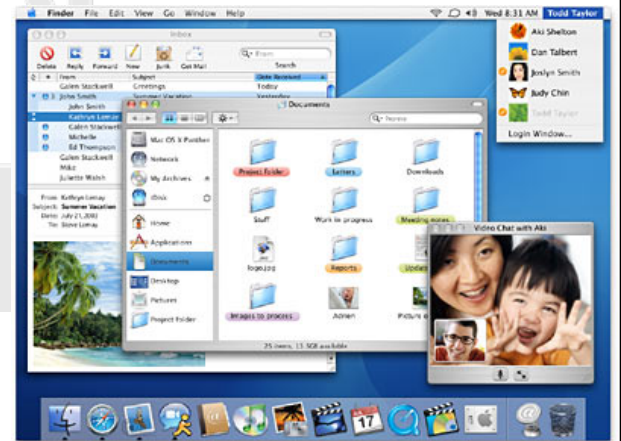 Finder File Edit View Go Window Help
Wed 8:31 AM Todd Taylor
Aki Shelton
Dan Talbert
Joslyn Smith
Judy Chin
Todd Taylor
Login Window...
Inbox
Delete Reply Forward New Junk Get Mail
From
Search
From Subject Date Received
Galen Stackwell Greetings Today
John Smith Summer Vacation Yesterday
John Smith
Kathryn Lemay
Galen Stackwell
Michelle
Ed Thompson
Galen Stackwell
Mike
Juliette Walsh
From: Kathryn Lemay
Subject: Summer Vacation
Date: July 21, 2003
To: Steve Lemay
Documents
Mac OS X Panther
Network
My Archives
iDisk
Home
Applications
Documents
Desktop
Pictures
Project Folder
Project Folder Letters Downloads
Stuff Work in progress Meeting notes
logo.jpg Reports
Images to process Adrien Picture
25 items, 11.5GB available
Video Chat with Aki
17